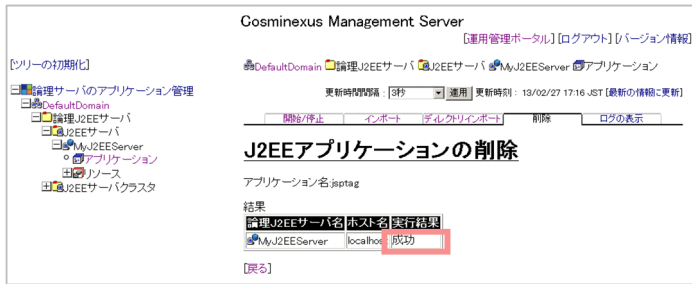 Cosminexus Management Server
[運用管理ポータル] [ログアウト] [バージョン情報]
[ツリーの初期化]
論理サーバのアプリケーション管理
DefaultDomain
論理J2EEサーバ
J2EEサーバ
MyJ2EEServer
アプリケーション
リソース
J2EEサーバクラスタ
DefaultDomain 論理J2EEサーバ J2EEサーバ MyJ2EEServer アプリケーション
更新時間間隔 : 3秒 適用 更新時刻 : 13/02/27 17:16 JST [最新の情報に更新]
開始/停止 インポート ディレクトリインポート 削除 ログの表示
J2EEアプリケーションの削除
アプリケーション名:jsptag
結果
論理J2EEサーバ名 ホスト名 実行結果
MyJ2EEServer localhost 成功
[戻る]